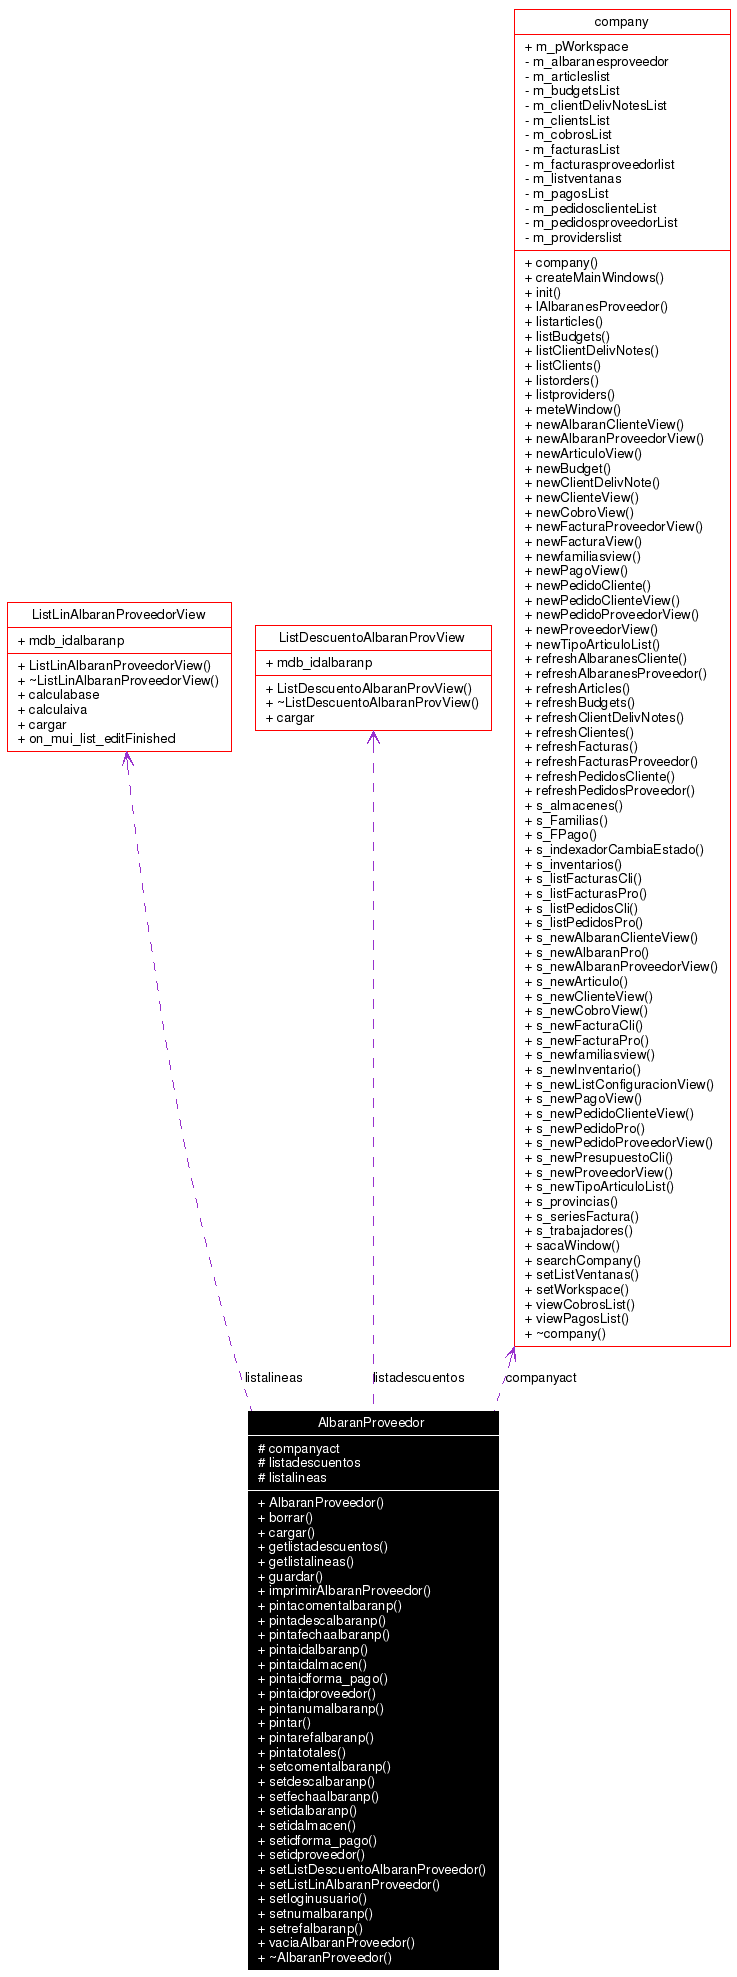 company
+ m_pWorkspace
- m_albaranesproveedor
- m_articleslist
- m_budgetsList
- m_clientDelivNotesList
- m_clientsList
- m_cobrosList
- m_facturasList
- m_facturasproveedorlist
- m_listventanas
- m_pagosList
- m_pedidosclienteList
- m_pedidosproveedorList
- m_providerslist
+ company()
+ createMainWindows()
+ init()
+ lAlbaranesProveedor()
+ listarticles()
+ listBudgets()
+ listClientDelivNotes()
+ listClients()
+ listorders()
+ listproviders()
+ meteWindow()
+ newAlbaranClienteView()
+ newAlbaranProveedorView()
+ newArticuloView()
+ newBudget()
+ newClientDelivNote()
+ newClienteView()
+ newCobroView()
+ newFacturaProveedorView()
+ newFacturaView()
+ newfamiliasview()
+ newPagoView()
+ newPedidoCliente()
+ newPedidoClienteView()
+ newPedidoProveedorView()
+ newProveedorView()
+ newTipoArticuloList()
+ refreshAlbaranesCliente()
+ refreshAlbaranesProveedor()
+ refreshArticles()
+ refreshBudgets()
+ refreshClientDelivNotes()
+ refreshClientes()
+ refreshFacturas()
+ refreshFacturasProveedor()
+ refreshPedidosCliente()
+ refreshPedidosProveedor()
+ s_almacenes()
+ s_Familias()
+ s_FPago()
+ s_indexadorCambiaEstado()
+ s_inventarios()
+ s_listFacturasCli()
+ s_listFacturasPro()
+ s_listPedidosCli()
+ s_listPedidosPro()
+ s_newAlbaranClienteView()
+ s_newAlbaranPro()
+ s_newAlbaranProveedorView()
+ s_newArticulo()
+ s_newClienteView()
+ s_newCobroView()
+ s_newFacturaCli()
+ s_newFacturaPro()
+ s_newfamiliasview()
+ s_newInventario()
+ s_newListConfiguracionView()
+ s_newPagoView()
+ s_newPedidoClienteView()
+ s_newPedidoPro()
+ s_newPedidoProveedorView()
+ s_newPresupuestoCli()
+ s_newProveedorView()
+ s_newTipoArticuloList()
+ s_provincias()
+ s_seriesFactura()
+ s_trabajadores()
+ sacaWindow()
+ searchCompany()
+ setListVentanas()
+ setWorkspace()
+ viewCobrosList()
+ viewPagosList()
+ ~company()
ListLinAlbaranProveedorView
+ mdb_idalbaranp
+ ListLinAlbaranProveedorView()
+ ~ListLinAlbaranProveedorView()
+ calculabase
+ calculaiva
+ cargar
+ on_mui_list_editFinished
ListDescuentoAlbaranProvView
+ mdb_idalbaranp
+ ListDescuentoAlbaranProvView()
+ ~ListDescuentoAlbaranProvView()
+ cargar
listalineas
listadescuentos
companyact
AlbaranProveedor
# companyact
# listadescuentos
# listalineas
+ AlbaranProveedor()
+ borrar()
+ cargar()
+ getlistadescuentos()
+ getlistalineas()
+ guardar()
+ imprimirAlbaranProveedor()
+ pintacomentalbaranp()
+ pintadescalbaranp()
+ pintafechaalbaranp()
+ pintaidalbaranp()
+ pintaidalmacen()
+ pintaidforma_pago()
+ pintaidproveedor()
+ pintanumalbaranp()
+ pintar()
+ pintarefalbaranp()
+ pintatotales()
+ setcomentalbaranp()
+ setdescalbaranp()
+ setfechaalbaranp()
+ setidalbaranp()
+ setidalmacen()
+ setidforma_pago()
+ setidproveedor()
+ setListDescuentoAlbaranProveedor()
+ setListLinAlbaranProveedor()
+ setloginusuario()
+ setnumalbaranp()
+ setrefalbaranp()
+ vaciaAlbaranProveedor()
+ ~AlbaranProveedor()